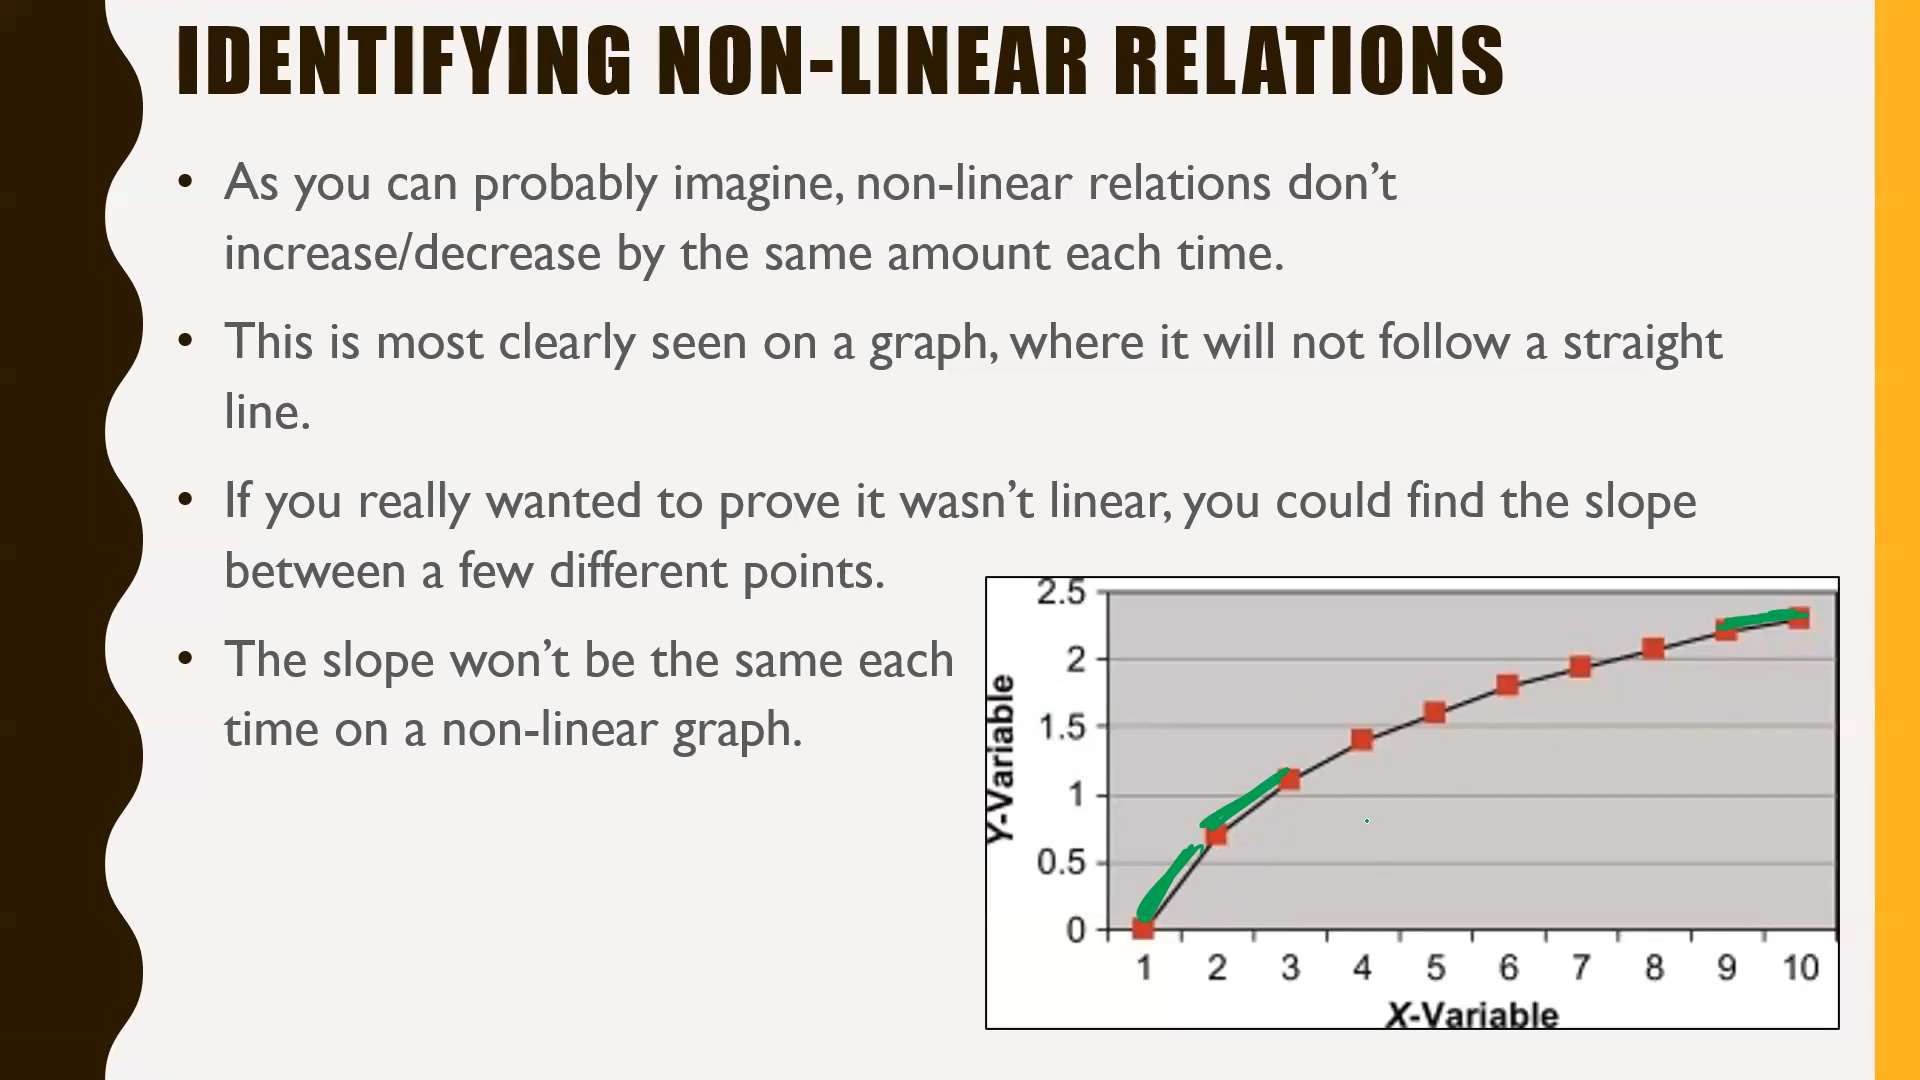 IDENTIFYING NON-LINEAR RELATIONS
• As you can probably imagine, non-linear relations don’t
increase/decrease by the same amount each time.
• This is most clearly seen on a graph, where it will not follow a straight
line.
• If you really wanted to prove it wasn’t linear, you could find the slope
between a few different points.
• The slope won’t be the same each
time on a non-linear graph.
2.5
2
1.5
1
0.5
0
Y-Variable
1 2 3 4 5 6 7 8 9 10
X-Variable